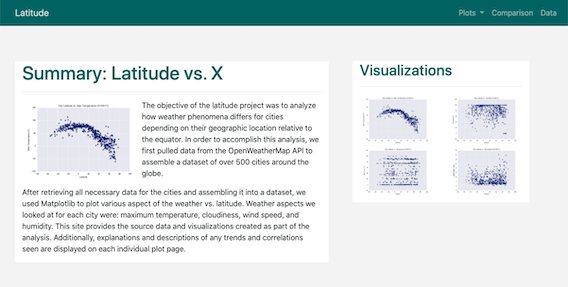 Latitude
Plots Comparison Data
Summary: Latitude vs. X
The objective of the latitude project was to analyze
how weather phenomena differs for cities
depending on their geographic location relative to
the equator. In order to accomplish this analysis, we
first pulled data from the OpenWeatherMap API to
assemble a dataset of over 500 cities around the
globe.
After retrieving all necessary data for the cities and assembling it into a dataset, we
used Matplotlib to plot various aspect of the weather vs. latitude. Weather aspects we
looked at for each city were: maximum temperature, cloudiness, wind speed, and
humidity. This site provides the source data and visualizations created as part of the
analysis. Additionally, explanations and descriptions of any trends and correlations
seen are displayed on each individual plot page.
Visualizations